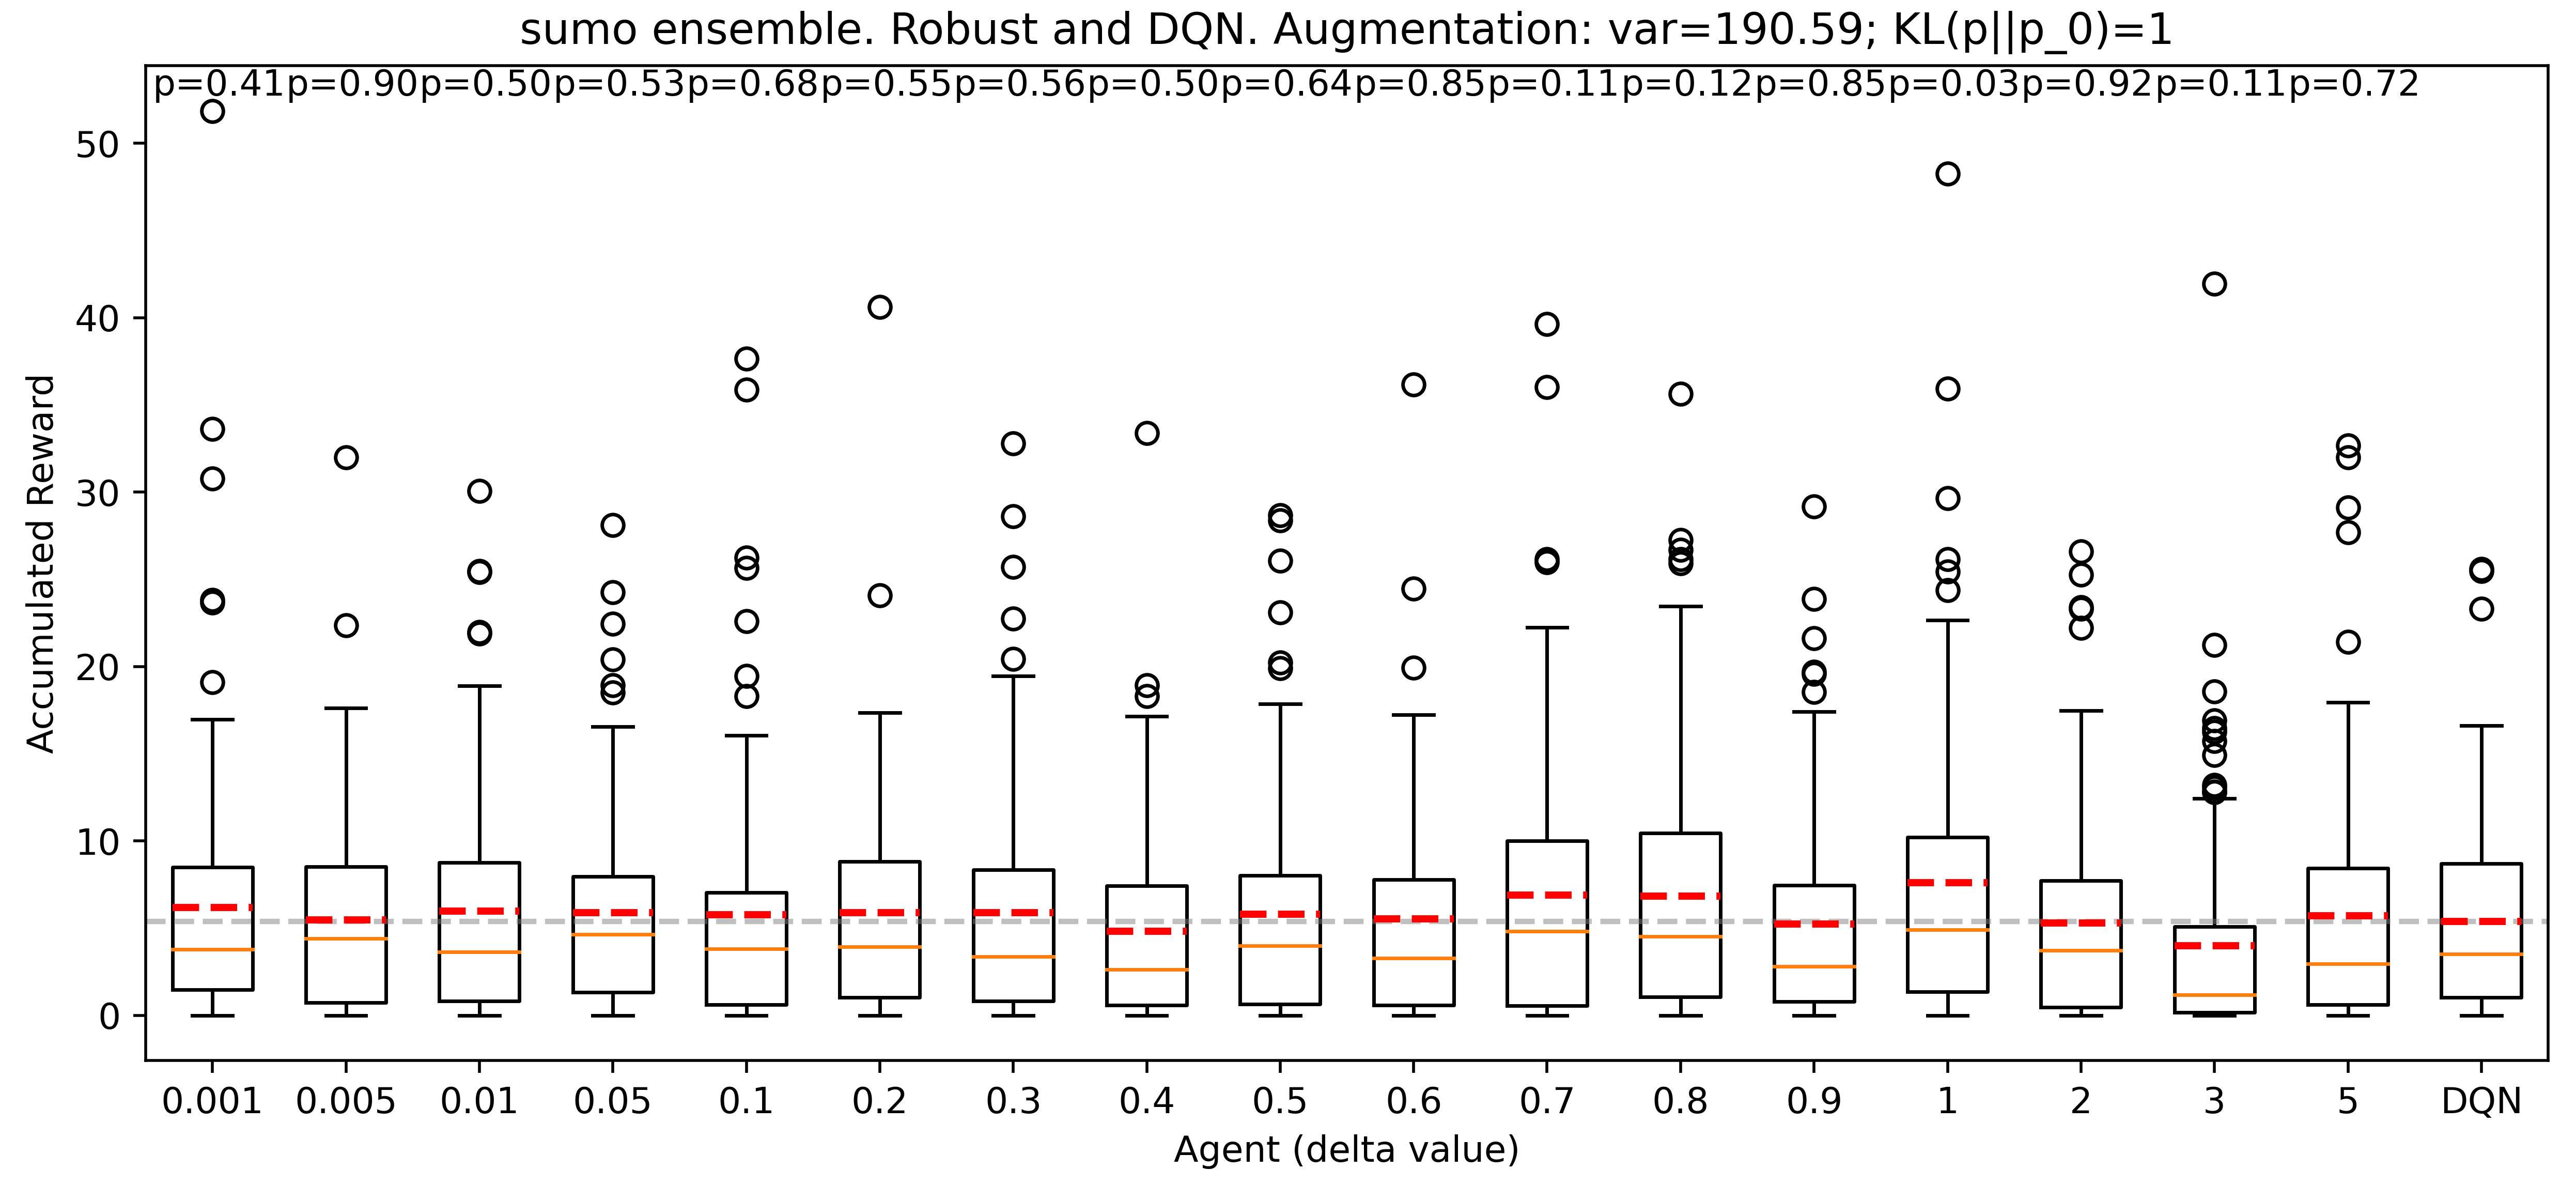 sumo ensemble. Robust and DQN. Augmentation: var=190.59; KL(p||p_0)=1
p=0.41p=0.90p=0.50p=0.53p=0.68p=0.55p=0.56p=0.50p=0.64p=0.85p=0.11p=0.12p=0.85p=0.03p=0.92p=0.11p=0.72
50
40
30
20
10
0
Accumulated Reward
0.001 0.005 0.01 0.05 0.1 0.2 0.3 0.4 0.5 0.6 0.7 0.8 0.9 1 2 3 5 DQN
Agent (delta value)